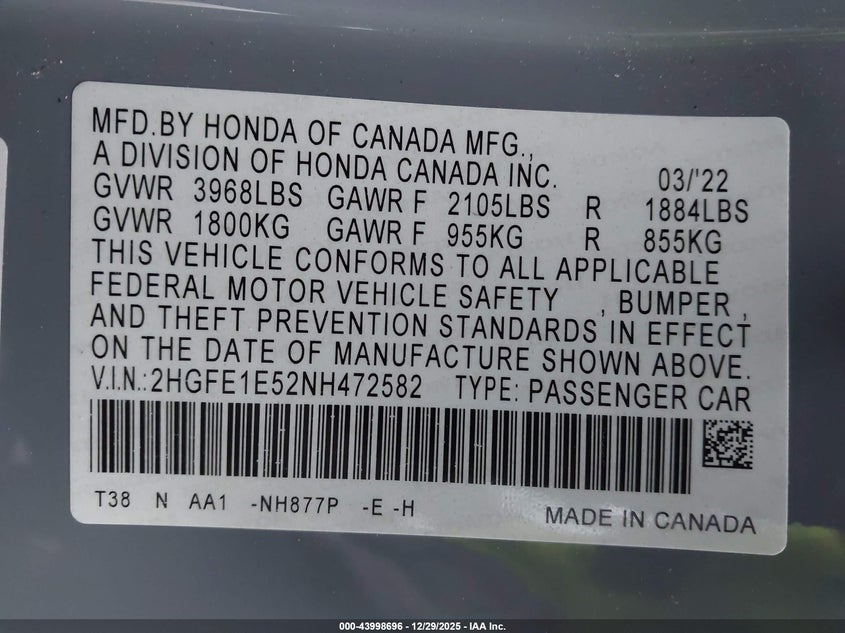 MFD.BY HONDA OF CANADA MFG.,
A DIVISION OF HONDA CANADA INC. 03/'22
GVWR 3968LBS GAWR F 2105LBS R 1884LBS
GVWR 1800KG GAWR F 955KG R 855KG
THIS VEHICLE CONFORMS TO ALL APPLICABLE
FEDERAL MOTOR VEHICLE SAFETY , BUMPER ,
AND THEFT PREVENTION STANDARDS IN EFFECT
ON THE DATE OF MANUFACTURE SHOWN ABOVE.
V.I.N.:2HGFE1E52NH472582 TYPE: PASSENGER CAR
T38 N AA1 -NH877P -E -H
MADE IN CANADA
000-43998696 - 12/29/2025 - IAA Inc.